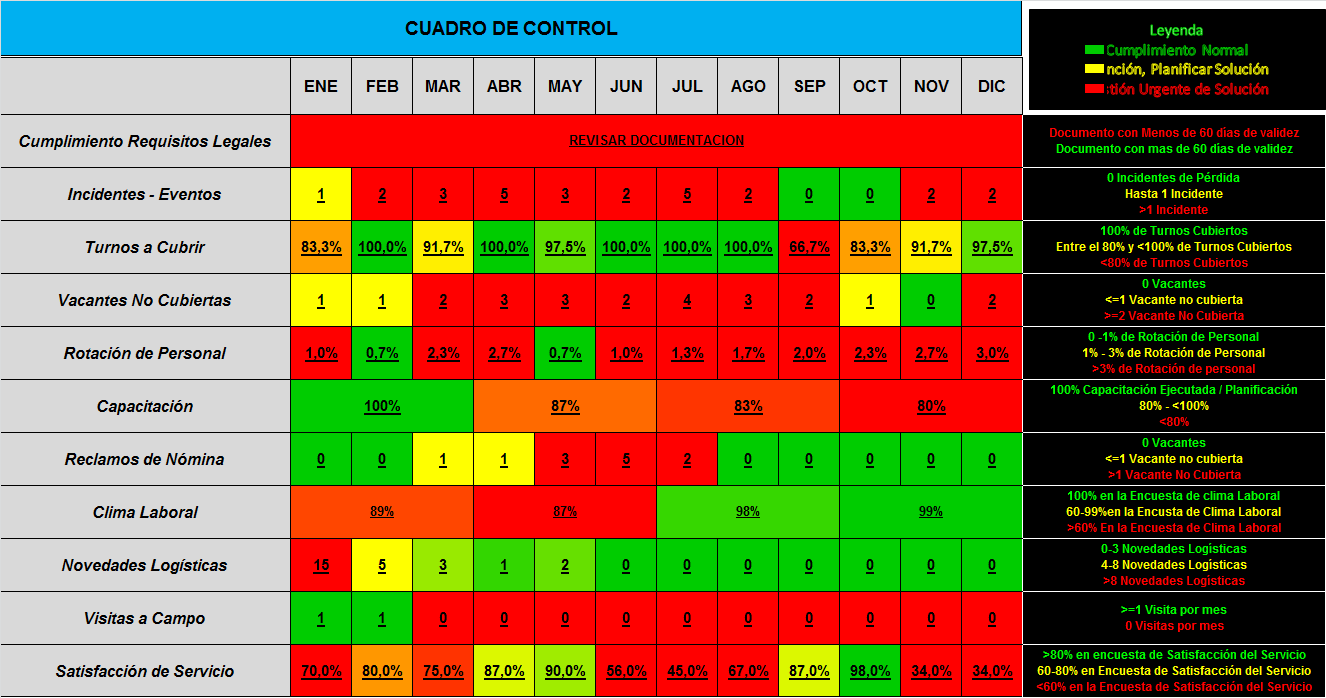 CUADRO DE CONTROL
Leyenda
Cumplimiento Normal
nción, Planificar Solución
stión Urgente de Solución
ENE FEB MAR ABR MAY JUN JUL AGO SEP OCT NOV DIC
Cumplimiento Requisitos Legales REVISAR DOCUMENTACION
Documento con Menos de 60 días de validez
Documento con mas de 60 días de validez
Incidentes - Eventos 1 2 3 5 3 2 5 2 0 0 2 2
0 Incidentes de Pérdida
Hasta 1 Incidente
>1 Incidente
Turnos a Cubrir 83,3% 100,0% 91,7% 100,0% 97,5% 100,0% 100,0% 100,0% 66,7% 83,3% 91,7% 97,5%
100% de Turnos Cubiertos
Entre el 80% y <100% de Turnos Cubiertos
<80% de Turnos Cubiertos
Vacantes No Cubiertas 1 1 2 3 3 2 4 3 2 1 0 2
0 Vacantes
<=1 Vacante no cubierta
>=2 Vacante No Cubierta
Rotación de Personal 1,0% 0,7% 2,3% 2,7% 0,7% 1,0% 1,3% 1,7% 2,0% 2,3% 2,7% 3,0%
0 -1% de Rotación de Personal
1% - 3% de Rotación de Personal
>3% de Rotación de personal
Capacitación 100% 87% 83% 80%
100% Capacitación Ejecutada / Planificación
80% - <100%
<80%
Reclamos de Nómina 0 0 1 1 3 5 2 0 0 0 0 0
0 Vacantes
<=1 Vacante no cubierta
>1 Vacante No Cubierta
Clima Laboral 89% 87% 98% 99%
100% en la Encuesta de clima Laboral
60-99%en la Encuesta de Clima Laboral
>60% En la Encuesta de Clima Laboral
Novedades Logísticas 15 5 3 1 2 0 0 0 0 0 0 0
0-3 Novedades Logísticas
4-8 Novedades Logísticas
>8 Novedades Logísticas
Visitas a Campo 1 1 0 0 0 0 0 0 0 0 0 0
>=1 Visita por mes
0 Visitas por mes
Satisfacción de Servicio 70,0% 80,0% 75,0% 87,0% 90,0% 56,0% 45,0% 67,0% 87,0% 98,0% 34,0% 34,0%
>80% en encuesta de Satisfacción del Servicio
60-80% en Encuesta de Satisfacción del Servicio
<60% en Encuesta de Satisfacción del Servicio